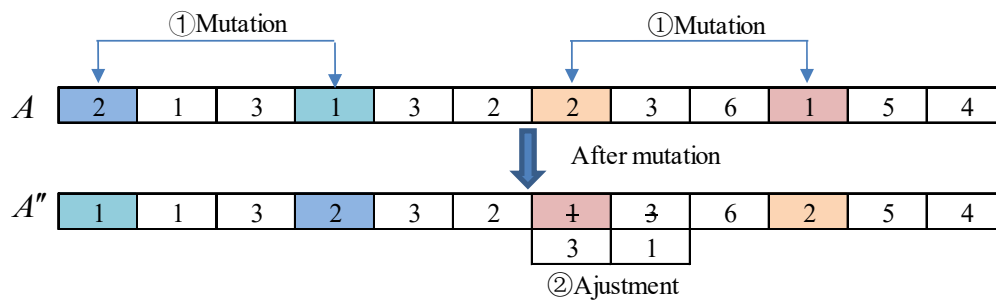 ①Mutation ①Mutation
A 2 1 3 1 3 2 2 3 6 1 5 4
After mutation
A″ 1 1 3 2 3 2 1 3 6 2 5 4
3 1
②Ajustment